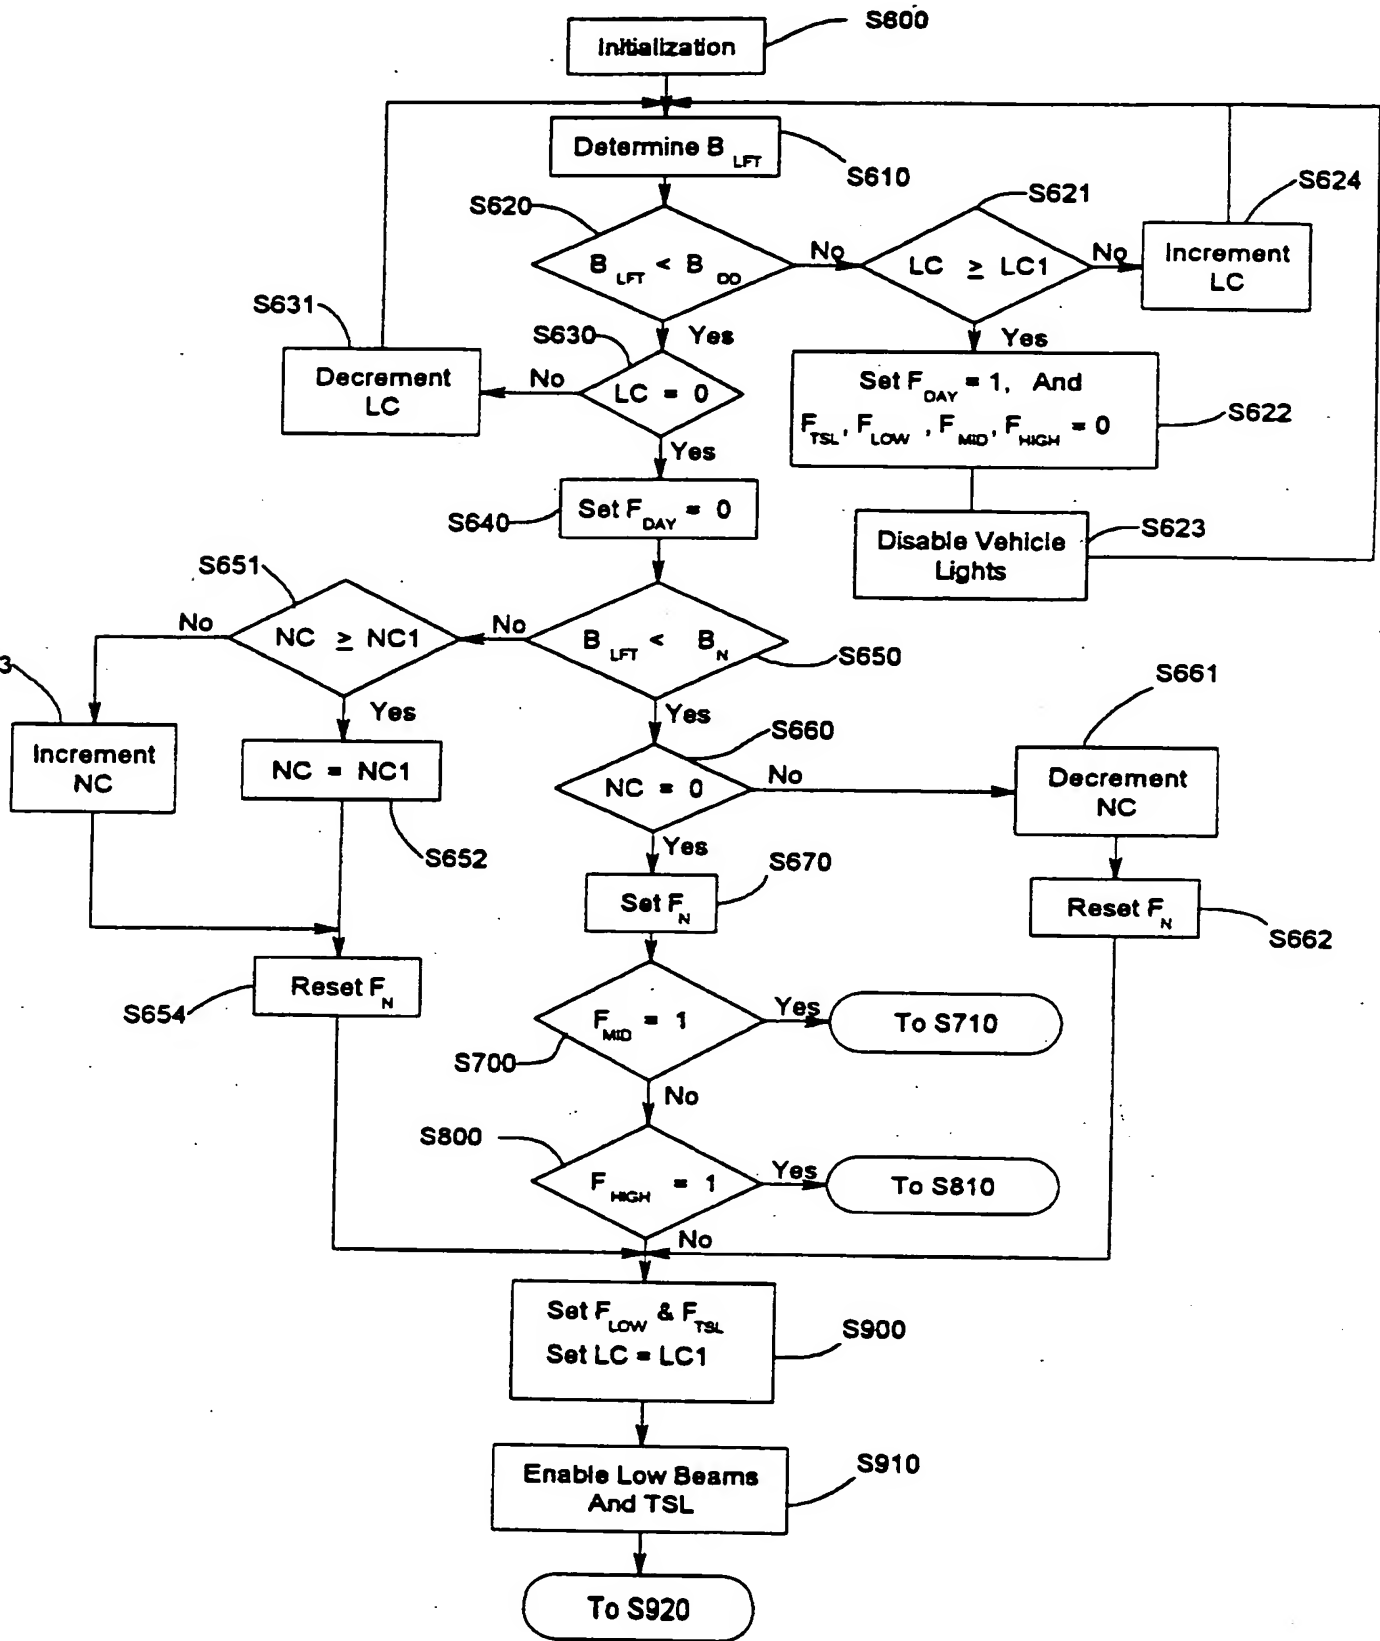 Initialization
S600
Determine B LFT
S610
S620
B LFT < B DD
No
S621
LC ≥ LC1
No
S624
Increment
LC
S631
Decrement
LC
No
S630
Yes
LC = 0
Yes
Yes
Set F DAY = 1, And
F TSL, F LOW, F MID, F HIGH = 0
S622
S640
Set F DAY = 0
Disable Vehicle
Lights
S623
S651
No
NC ≥ NC1
No
B LFT < B N
S650
3
Increment
NC
Yes
NC = NC1
S652
Yes
S660
NC = 0
No
S661
Decrement
NC
Yes
Set F N
S670
Reset F N
S662
Reset F N
S654
F MID = 1
S700
Yes
To S710
No
S800
F HIGH = 1
Yes
To S810
No
Set F LOW & F TSL
Set LC = LC1
S900
Enable Low Beams
And TSL
S910
To S920